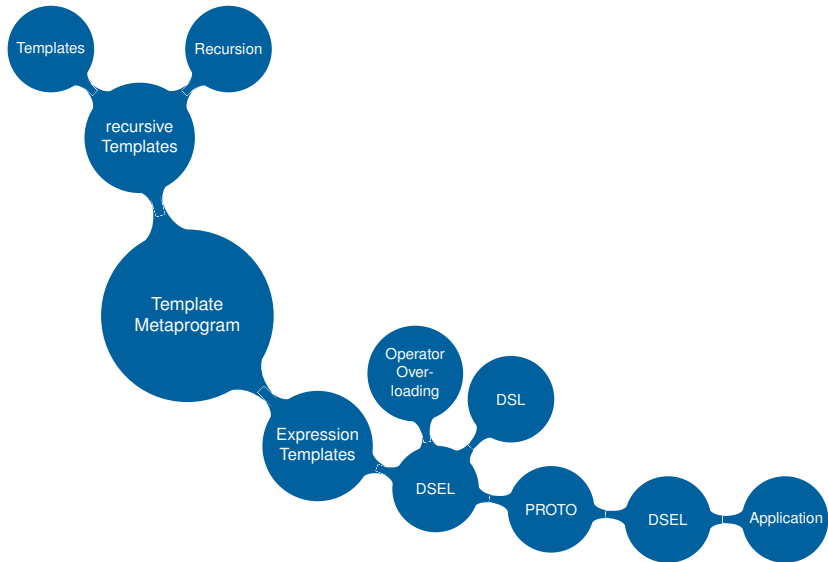 Templates
Recursion
recursive
Templates
Template
Metaprogram
Operator
Over-
loading
DSL
Expression
Templates
DSEL
PROTO
DSEL
Application